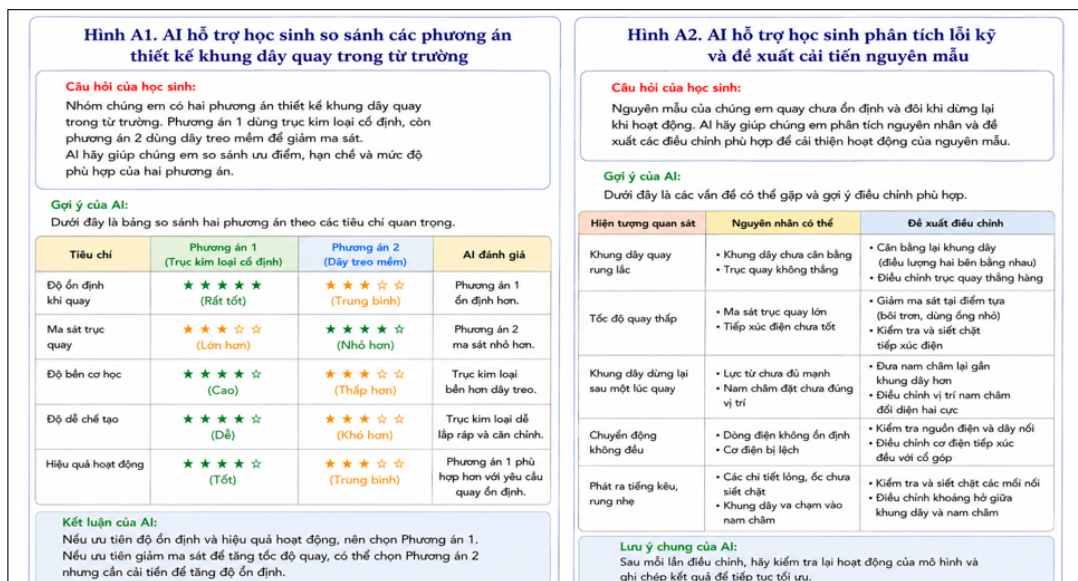 Hình A1. AI hỗ trợ học sinh so sánh các phương án
thiết kế khung dây quay trong từ trường
Câu hỏi của học sinh:
Nhóm chúng em có hai phương án thiết kế khung dây quay
trong từ trường. Phương án 1 dùng trục kim loại cố định, còn
phương án 2 dùng dây treo mềm để giảm ma sát.
AI hãy giúp chúng em so sánh ưu điểm, hạn chế và mức độ
phù hợp của hai phương án.
Gợi ý của AI:
Dưới đây là bảng so sánh hai phương án theo các tiêu chí quan trọng.
Tiêu chí
Phương án 1
(Trục kim loại cố định)
Phương án 2
(Dây treo mềm)
AI đánh giá
Độ ổn định
khi quay
★ ★ ★ ★ ★
(Rất tốt)
★ ★ ★ ☆ ☆
(Trung bình)
Phương án 1
ổn định hơn.
Ma sát trục
quay
★ ★ ★ ☆ ☆
(Lớn hơn)
★ ★ ★ ★ ☆
(Nhỏ hơn)
Phương án 2
ma sát nhỏ hơn.
Độ bền cơ học
★ ★ ★ ★ ☆
(Cao)
★ ★ ★ ☆ ☆
(Thấp hơn)
Trục kim loại
bền hơn dây treo.
Độ dễ chế tạo
★ ★ ★ ★ ☆
(Dễ)
★ ★ ★ ☆ ☆
(Khó hơn)
Trục kim loại dễ
lắp ráp và căn chỉnh.
Hiệu quả hoạt động
★ ★ ★ ★ ☆
(Tốt)
★ ★ ★ ☆ ☆
(Trung bình)
Phương án 1 phù
hợp hơn với yêu cầu
quay ổn định.
Kết luận của AI:
Nếu ưu tiên độ ổn định và hiệu quả hoạt động, nên chọn Phương án 1.
Nếu ưu tiên giảm ma sát để tăng tốc độ quay, có thể chọn Phương án 2
nhưng cần cải tiến để tăng độ ổn định.
Hình A2. AI hỗ trợ học sinh phân tích lỗi kỹ
và đề xuất cải tiến nguyên mẫu
Câu hỏi của học sinh:
Nguyên mẫu của chúng em quay chưa ổn định và đôi khi dừng lại
khi hoạt động. AI hãy giúp chúng em phân tích nguyên nhân và đề
xuất các điều chỉnh phù hợp để cải thiện hoạt động của nguyên mẫu.
Gợi ý của AI:
Dưới đây là các vấn đề có thể gặp và gợi ý điều chỉnh phù hợp.
Hiện tượng quan sát
Nguyên nhân có thể
Đề xuất điều chỉnh
Khung dây quay
rung lắc
• Khung dây chưa cân bằng
• Trục quay không thẳng
• Cân bằng lại khung dây
(điều lượng hai bên bằng nhau)
• Điều chỉnh trục quay thẳng hàng
Tốc độ quay thấp
• Ma sát trục quay lớn
• Tiếp xúc điện chưa tốt
• Giảm ma sát tại điểm tựa
(bôi trơn, dùng ống nhỏ)
• Kiểm tra và siết chặt
tiếp xúc điện
Khung dây dừng lại
sau một lúc quay
• Lực từ chưa đủ mạnh
• Nam châm đặt chưa đúng
vị trí
• Đưa nam châm lại gần
khung dây hơn
• Điều chỉnh vị trí nam châm
đối diện hai cực
Chuyển động
không đều
• Dòng điện không ổn định
• Cơ điện bị lệch
• Kiểm tra nguồn điện và dây nối
• Điều chỉnh cơ điện tiếp xúc
đều với cổ góp
Phát ra tiếng kêu,
rung nhẹ
• Các chi tiết lỏng, ốc chưa
siết chặt
• Khung dây va chạm vào
nam châm
• Kiểm tra và siết chặt các mối nối
• Điều chỉnh khoảng hở giữa
khung dây và nam châm
Lưu ý chung của AI:
Sau mỗi lần điều chỉnh, hãy kiểm tra lại hoạt động của mô hình và
ghi chép kết quả để tiếp tục tối ưu.